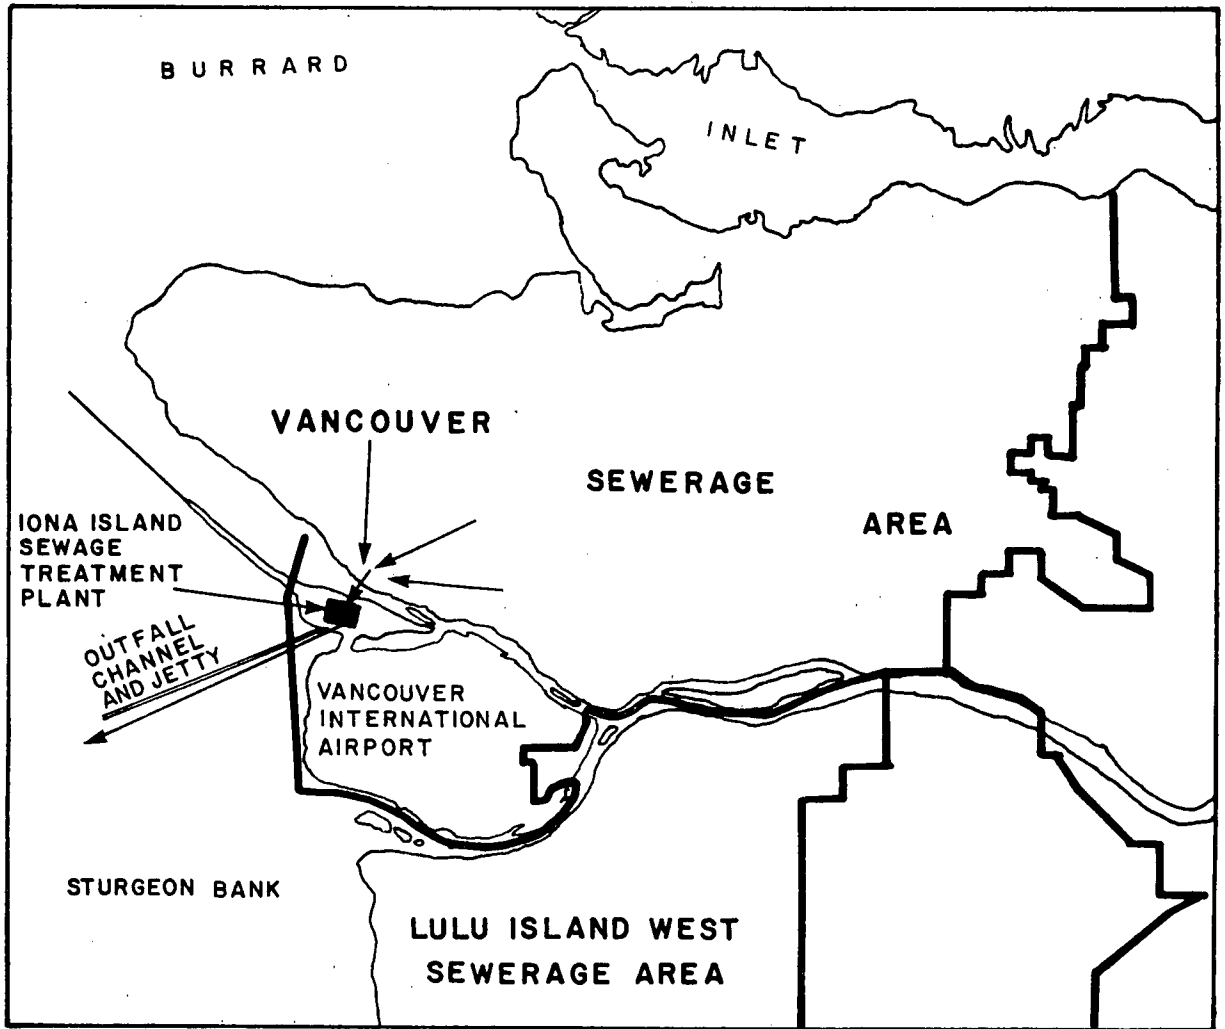 BURRARD
INLET
VANCOUVER
SEWERAGE
AREA
IONA ISLAND
SEWAGE
TREATMENT
PLANT
OUTFALL
CHANNEL
AND JETTY
VANCOUVER
INTERNATIONAL
AIRPORT
STURGEON BANK
LULU ISLAND WEST
SEWERAGE AREA